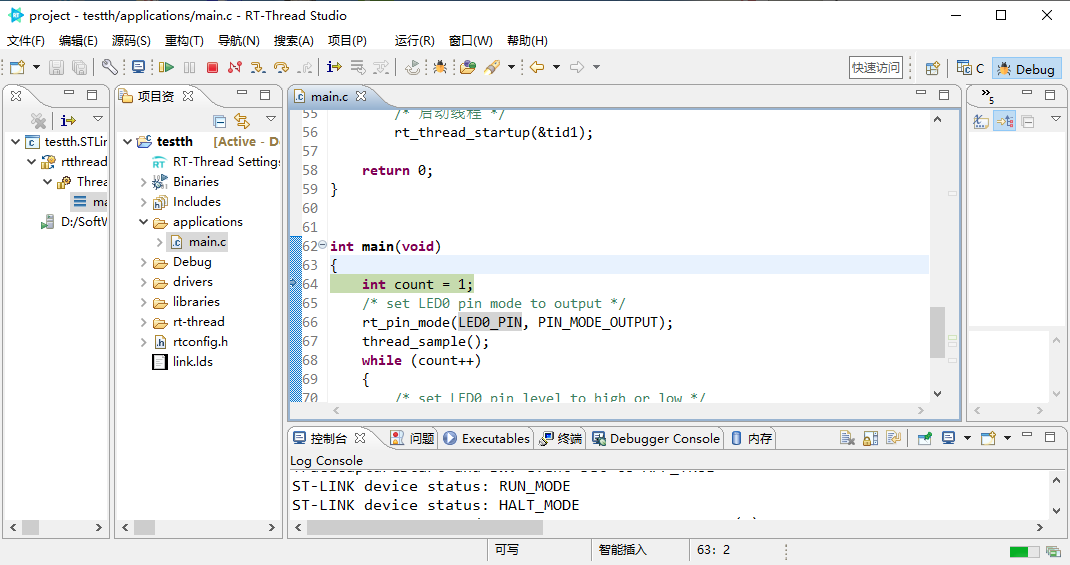 project - testth/applications/main.c - RT-Thread Studio
文件(F) 编辑(E) 源码(S) 重构(T) 导航(N) 搜索(A) 项目(P) 运行(R) 窗口(W) 帮助(H)
快速访问 C Debug
项目资 main.c 5
testth.STLin
rtthread
Threa
ma
D:/SoftW
testth [Active - D
RT-Thread Settings
Binaries
Includes
applications
main.c
Debug
drivers
libraries
rt-thread
rtconfig.h
link.lds
55 /* 启动线程 */
56 rt_thread_startup(&tid1);
57
58 return 0;
59 }
60
61
62 int main(void)
63 {
64 int count = 1;
65 /* set LED0 pin mode to output */
66 rt_pin_mode(LED0_PIN, PIN_MODE_OUTPUT);
67 thread_sample();
68 while (count++)
69 {
70 /* set LED0 pin level to high or low */
控制台 问题 Executables 终端 Debugger Console 内存
Log Console
ST-LINK device status: RUN_MODE
ST-LINK device status: HALT_MODE
可写 智能插入 63: 2